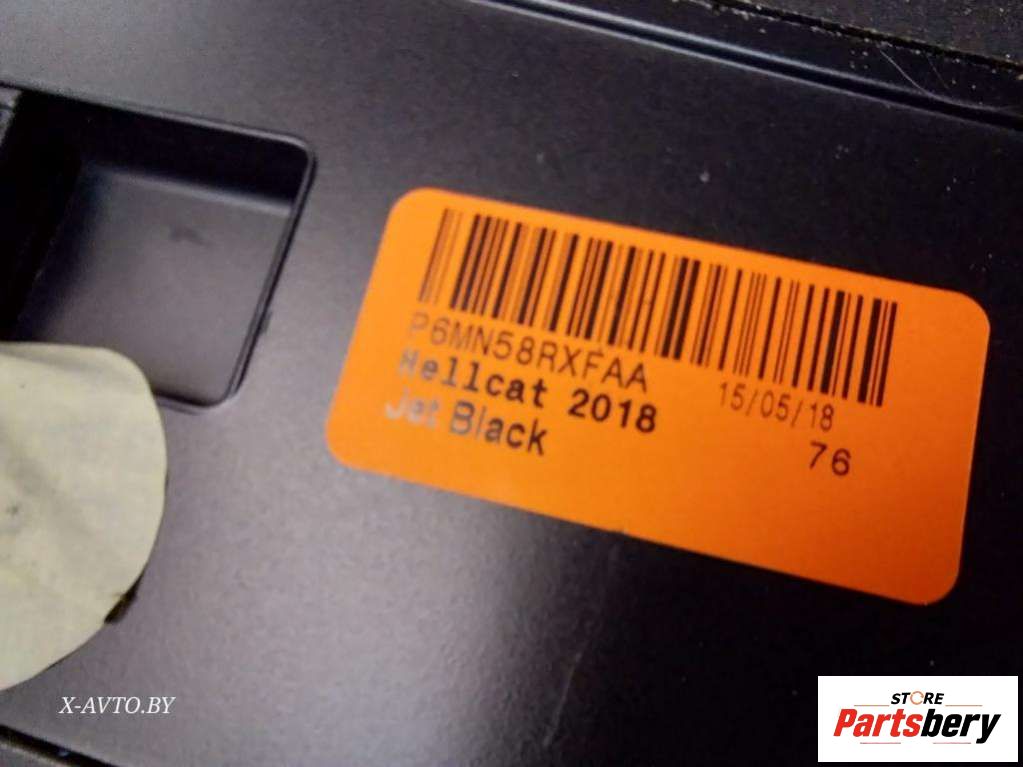 P6MN58RXFAA
15/05/18
Hellcat 2018
76
Jet Black
X-AVTO.BY
STORE
Partsbery